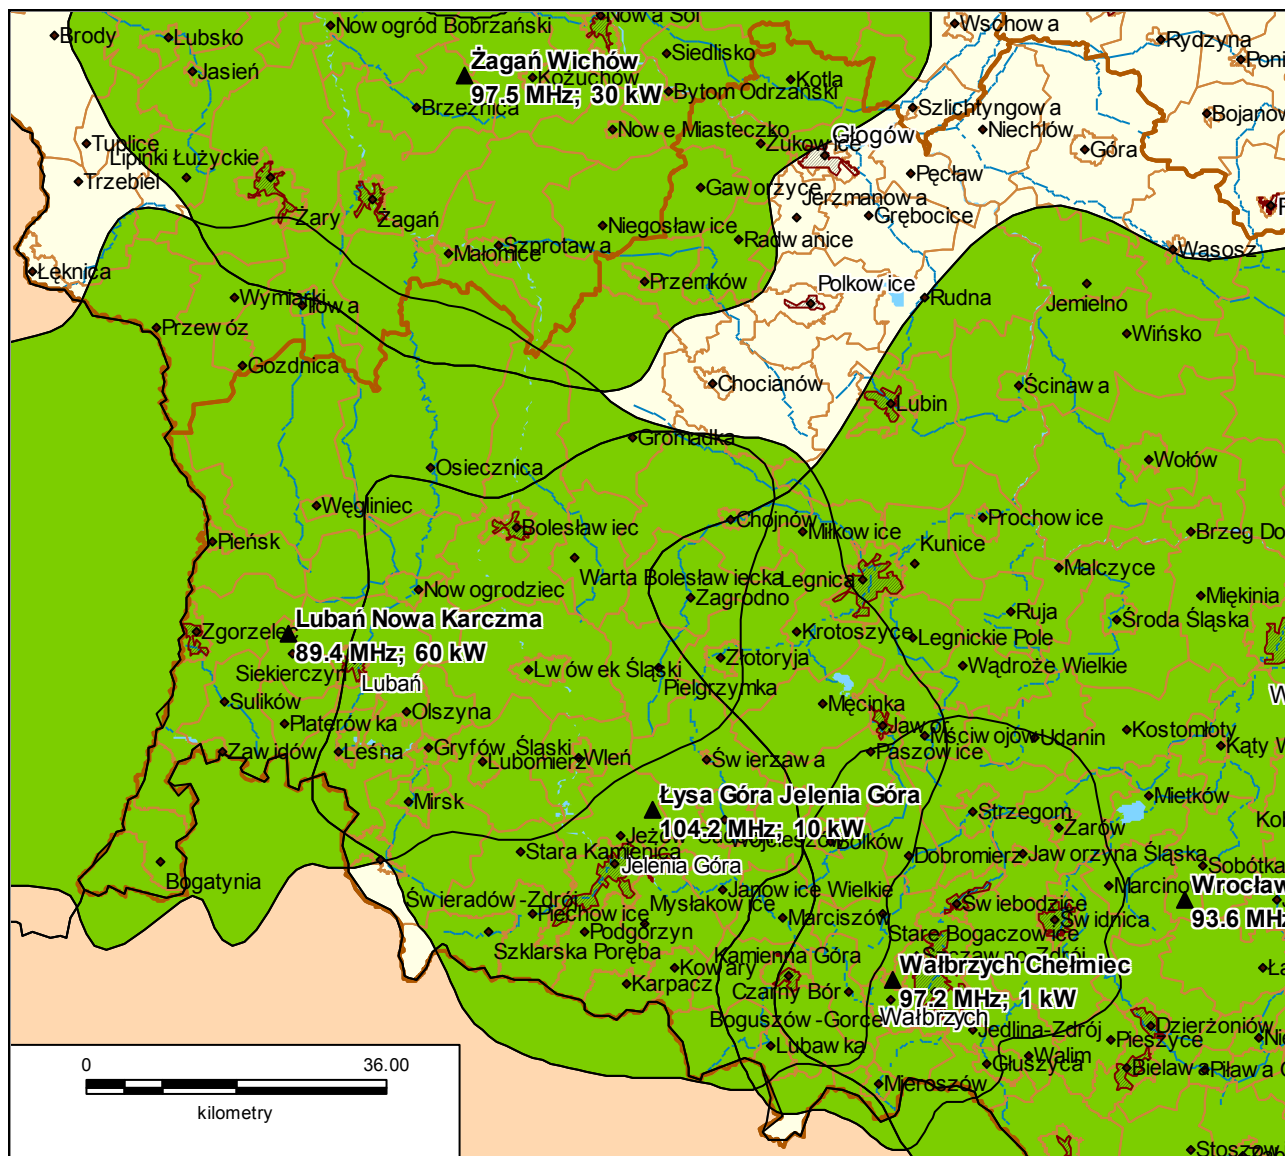 Brody
Lubsko
Nowogród Bobrzański
Nowa Sól
Wschowa
Rydzyna
Jasień
Żagań Wichów
97.5 MHz; 30 kW
Kożuchów
Siedlisko
Kotla
Bytom Odrzański
Brzeźnica
Szlichtyngowa
Bojanow
Tuplice
Nowe Miasteczko
Żukowice
Głogów
Niechlów
Góra
Lipinki Łużyckie
Trzebiel
Gaworzyce
Pęcław
Jerzmanowa
Grębocice
Żary
Żagań
Niegosławice
Radwanice
Małomice
Szprotawa
Wąsosz
Łęknica
Przemków
Polkowice
Rudna
Jemielno
Wymiarki
Iłowa
Przewóz
Wińsko
Gozdnica
Chocianów
Ścinawa
Lubin
Gromadka
Osiecznica
Wołów
Węgliniec
Bolesławiec
Chojnów
Miłkowice
Prochowice
Kunice
Brzeg Do
Pieńsk
Warta Bolesławiecka
Legnica
Malczyce
Nowogrodziec
Zagrodno
Miękinia
Ruja
Środa Śląska
Lubań Nowa Karczma
89.4 MHz; 60 kW
Zgorzelec
Krotoszyce
Legnickie Pole
Siekierczyn
Lubań
Lwówek Śląski
Złotoryja
Wądroże Wielkie
Pielgrzymka
Sulików
Olszyna
Męcinka
Platerówka
Jawor
Mściwojów
Udanin
Kostomłoty
Zawidów
Leśna
Gryfów Śląski
Lubomierz
Wleń
Świerzawa
Paszowice
Kąty W
Mirsk
Łysa Góra Jelenia Góra
104.2 MHz; 10 kW
Strzegom
Mietków
Żarów
Wojcieszów
Bolków
Stara Kamienica
Jelenia Góra
Dobromierz
Jaworzyna Śląska
Sobótka
Bogatynia
Świeradów-Zdrój
Janowice Wielkie
Marcino
Wrocław
93.6 MHz
Mysłakowice
Marciszów
Świebodzice
Świdnica
Piechowice
Podgórzyn
Szklarska Poręba
Stare Bogaczowice
Kamienna Góra
Kowary
Karpacz
Czarny Bór
Wałbrzych Chełmiec
97.2 MHz; 1 kW
Wałbrzych
Boguszów-Gorce
Jedlina-Zdrój
Dzierżoniów
Pieszyce
Lubawka
Walim
Głuszyca
Bielawa
Piława G
Mieroszów
Stoszow
0
36.00
kilometry